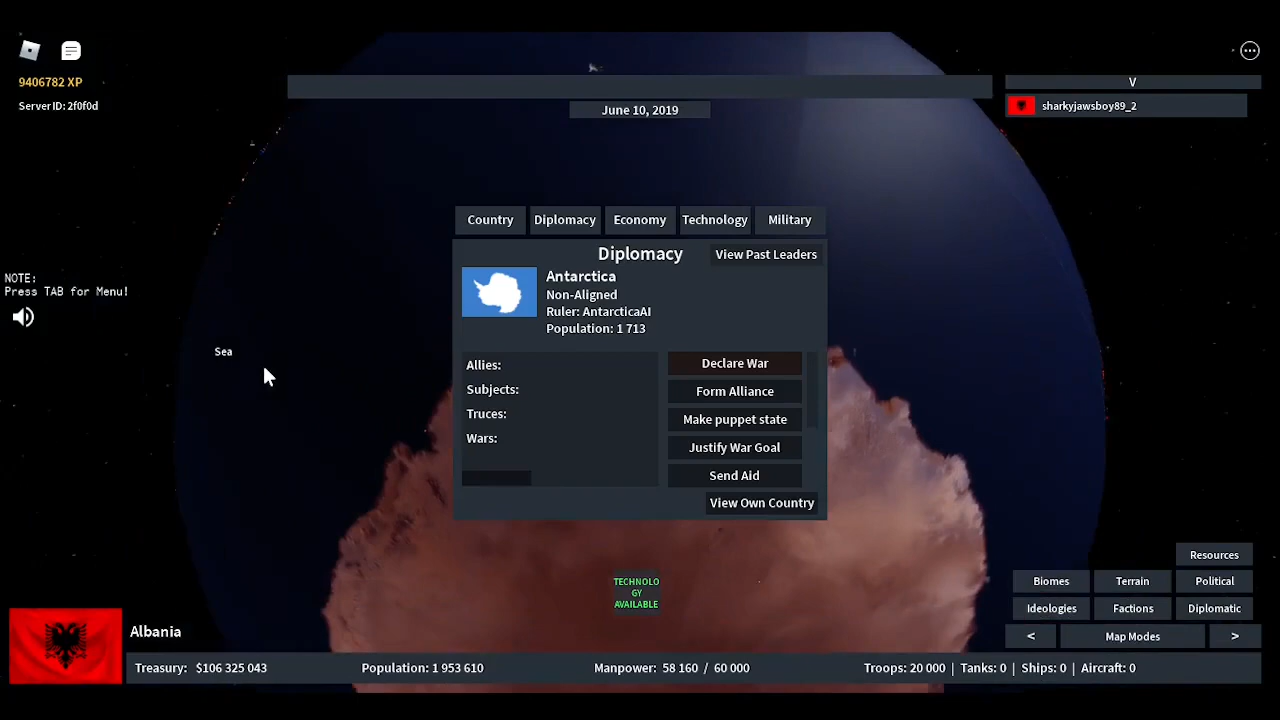 9406782 XP
Server ID: 2f0f0d
June 10, 2019
V
sharkyjawsboy89_2
Country
Diplomacy
Economy
Technology
Military
Diplomacy
View Past Leaders
Antarctica
Non-Aligned
Ruler: AntarcticaAI
Population: 1 713
NOTE:
Press TAB for Menu!
Sea
Allies:
Subjects:
Truces:
Wars:
Declare War
Form Alliance
Make puppet state
Justify War Goal
Send Aid
View Own Country
TECHNOLO
GY
AVAILABLE
Resources
Biomes
Terrain
Political
Ideologies
Factions
Diplomatic
<
Map Modes
>
Albania
Treasury: $106 325 043
Population: 1 953 610
Manpower: 58 160 / 60 000
Troops: 20 000 | Tanks: 0 | Ships: 0 | Aircraft: 0